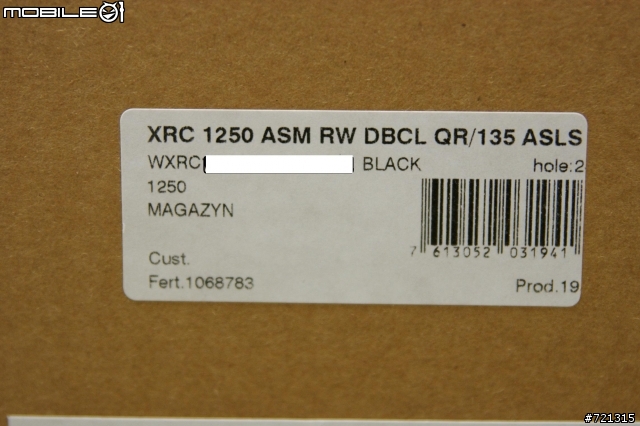 MOBILE01
XRC 1250 ASM RW DBCL QR/135 ASLS
WXRC BLACK hole:2
1250
MAGAZYN
7 613052 031941
Cust.
Fert.1068783 Prod.19
#721315